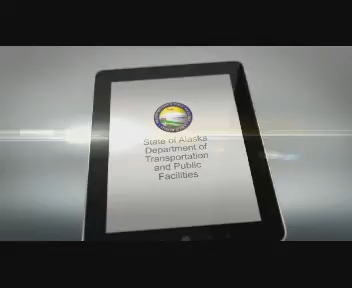 State of Alaska
Department of
Transportation
and Public
Facilities